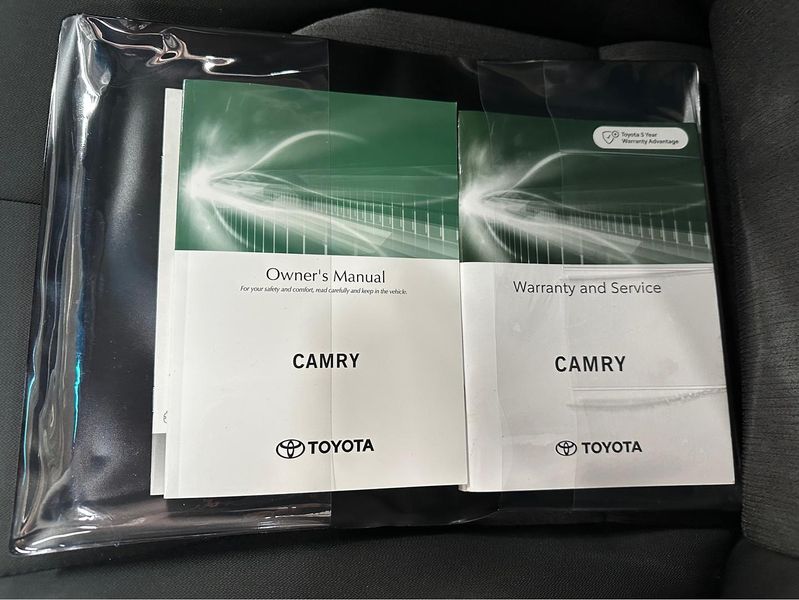 Toyota 5 Year
Warranty Advantage
Owner's Manual
For your safety and comfort, read carefully and keep in the vehicle.
CAMRY
TOYOTA
Warranty and Service
CAMRY
TOYOTA